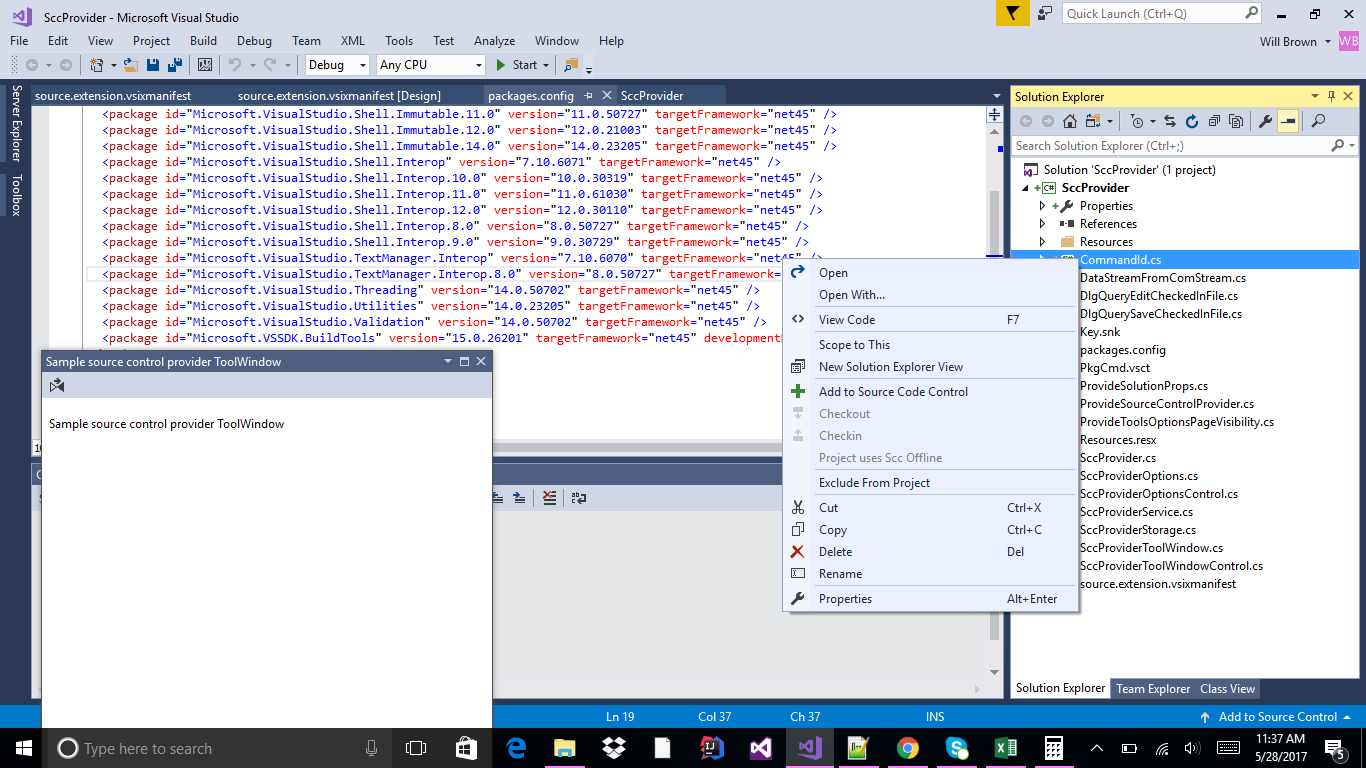 SccProvider - Microsoft Visual Studio
Quick Launch (Ctrl+Q)
File Edit View Project Build Debug Team XML Tools Test Analyze Window Help
Will Brown WB
Debug Any CPU Start
Server Explorer
Toolbox
source.extension.vsixmanifest source.extension.vsixmanifest [Design] packages.config SccProvider
<package id="Microsoft.VisualStudio.Shell.Immutable.11.0" version="11.0.50727" targetFramework="net45" />
<package id="Microsoft.VisualStudio.Shell.Immutable.12.0" version="12.0.21003" targetFramework="net45" />
<package id="Microsoft.VisualStudio.Shell.Immutable.14.0" version="14.0.23205" targetFramework="net45" />
<package id="Microsoft.VisualStudio.Shell.Interop" version="7.10.6071" targetFramework="net45" />
<package id="Microsoft.VisualStudio.Shell.Interop.10.0" version="10.0.30319" targetFramework="net45" />
<package id="Microsoft.VisualStudio.Shell.Interop.11.0" version="11.0.61030" targetFramework="net45" />
<package id="Microsoft.VisualStudio.Shell.Interop.12.0" version="12.0.30110" targetFramework="net45" />
<package id="Microsoft.VisualStudio.Shell.Interop.8.0" version="8.0.50727" targetFramework="net45" />
<package id="Microsoft.VisualStudio.Shell.Interop.9.0" version="9.0.30729" targetFramework="net45" />
<package id="Microsoft.VisualStudio.TextManager.Interop" version="7.10.6070" targetFramework="net45" />
<package id="Microsoft.VisualStudio.TextManager.Interop.8.0" version="8.0.50727" targetFramework=
<package id="Microsoft.VisualStudio.Threading" version="14.0.50702" targetFramework="net45" />
<package id="Microsoft.VisualStudio.Utilities" version="14.0.23205" targetFramework="net45" />
<package id="Microsoft.VisualStudio.Validation" version="14.0.50702" targetFramework="net45" />
<package id="Microsoft.VSSDK.BuildTools" version="15.0.26201" targetFramework="net45"
Sample source control provider ToolWindow
Sample source control provider ToolWindow
Open
Open With...
View Code F7
Scope to This
New Solution Explorer View
Add to Source Code Control
Checkout
Checkin
Project uses Scc Offline
Exclude From Project
Cut Ctrl+X
Copy Ctrl+C
Delete Del
Rename
Properties Alt+Enter
Solution Explorer
Search Solution Explorer (Ctrl+;)
Solution 'SccProvider' (1 project)
C# SccProvider
Properties
References
Resources
CommandId.cs
DataStreamFromComStream.cs
DlgQueryEditCheckedInFile.cs
DlgQuerySaveCheckedInFile.cs
Key.snk
packages.config
PkgCmd.vsct
ProvideSolutionProps.cs
ProvideSourceControlProvider.cs
ProvideToolsOptionsPageVisibility.cs
Resources.resx
SccProvider.cs
SccProviderOptions.cs
SccProviderOptionsControl.cs
SccProviderService.cs
SccProviderStorage.cs
SccProviderToolWindow.cs
SccProviderToolWindowControl.cs
source.extension.vsixmanifest
Solution Explorer Team Explorer Class View
Ln 19 Col 37 Ch 37 INS Add to Source Control
Type here to search
11:37 AM
5/28/2017
5